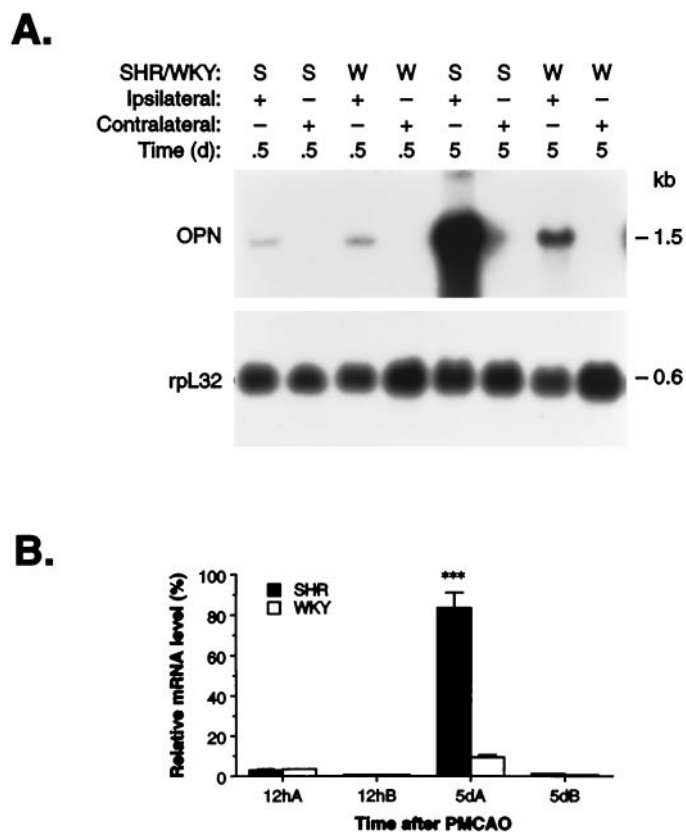 A.
SHR/WKY: S S W W S S W W
Ipsilateral: + – + – + – + –
Contralateral: – + – + – + – +
Time (d): .5 .5 .5 .5 5 5 5 5
kb
OPN – 1.5
rpL32 – 0.6
B.
100
80
60
40
20
0
Relative mRNA level (%)
SHR
WKY
***
12hA 12hB 5dA 5dB
Time after PMCAO